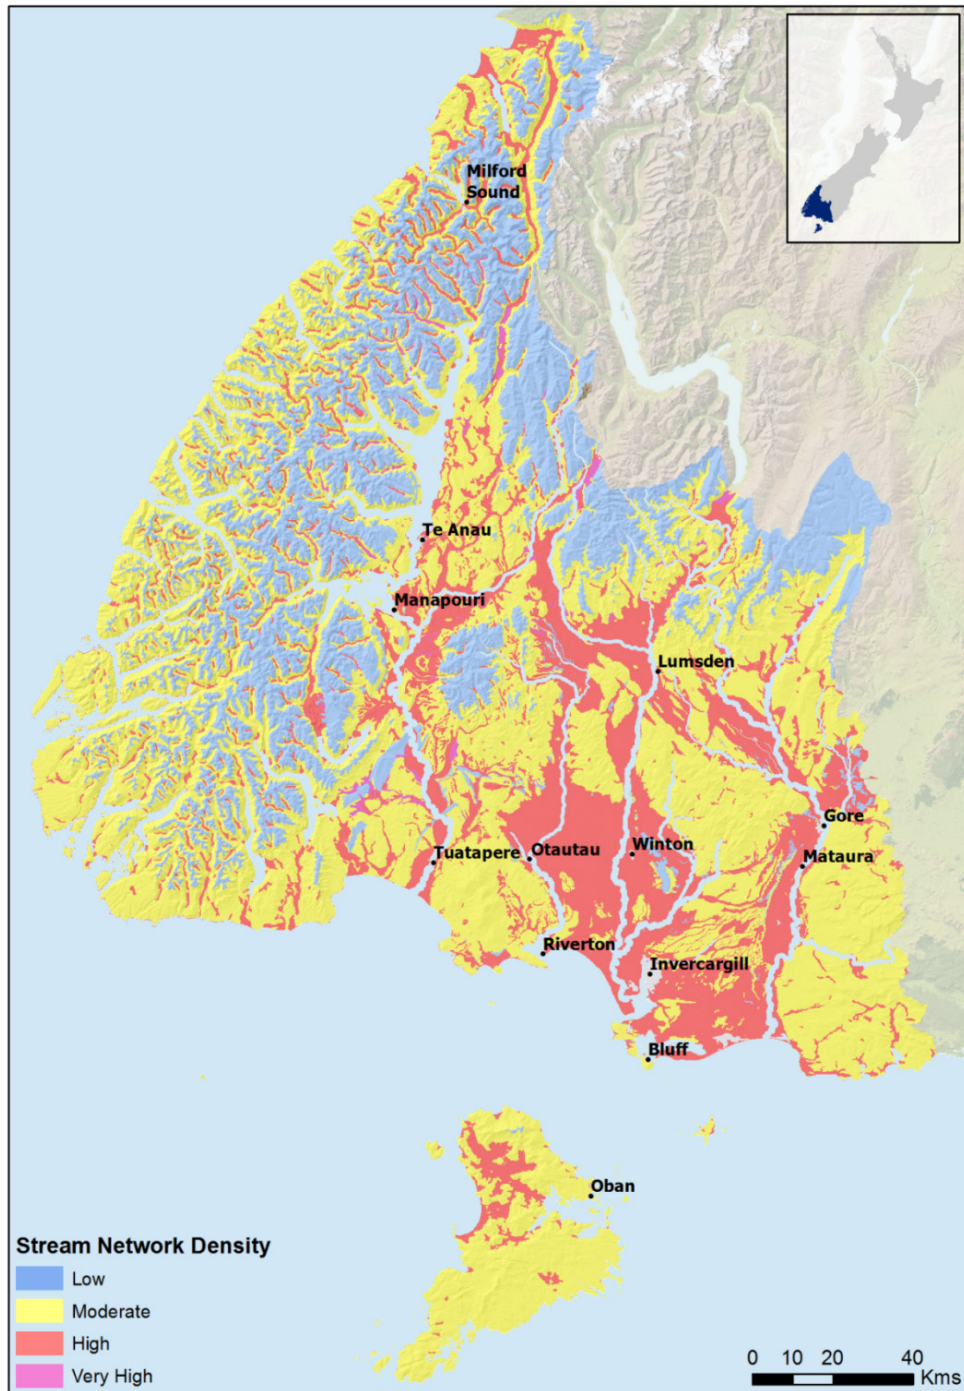 Milford
Sound
Te Anau
Manapouri
Lumsden
Gore
Mataura
Winton
Otautau
Tuatapere
Riverton
Invercargill
Bluff
Oban
Stream Network Density
Low
Moderate
High
Very High
0 10 20 40
Kms